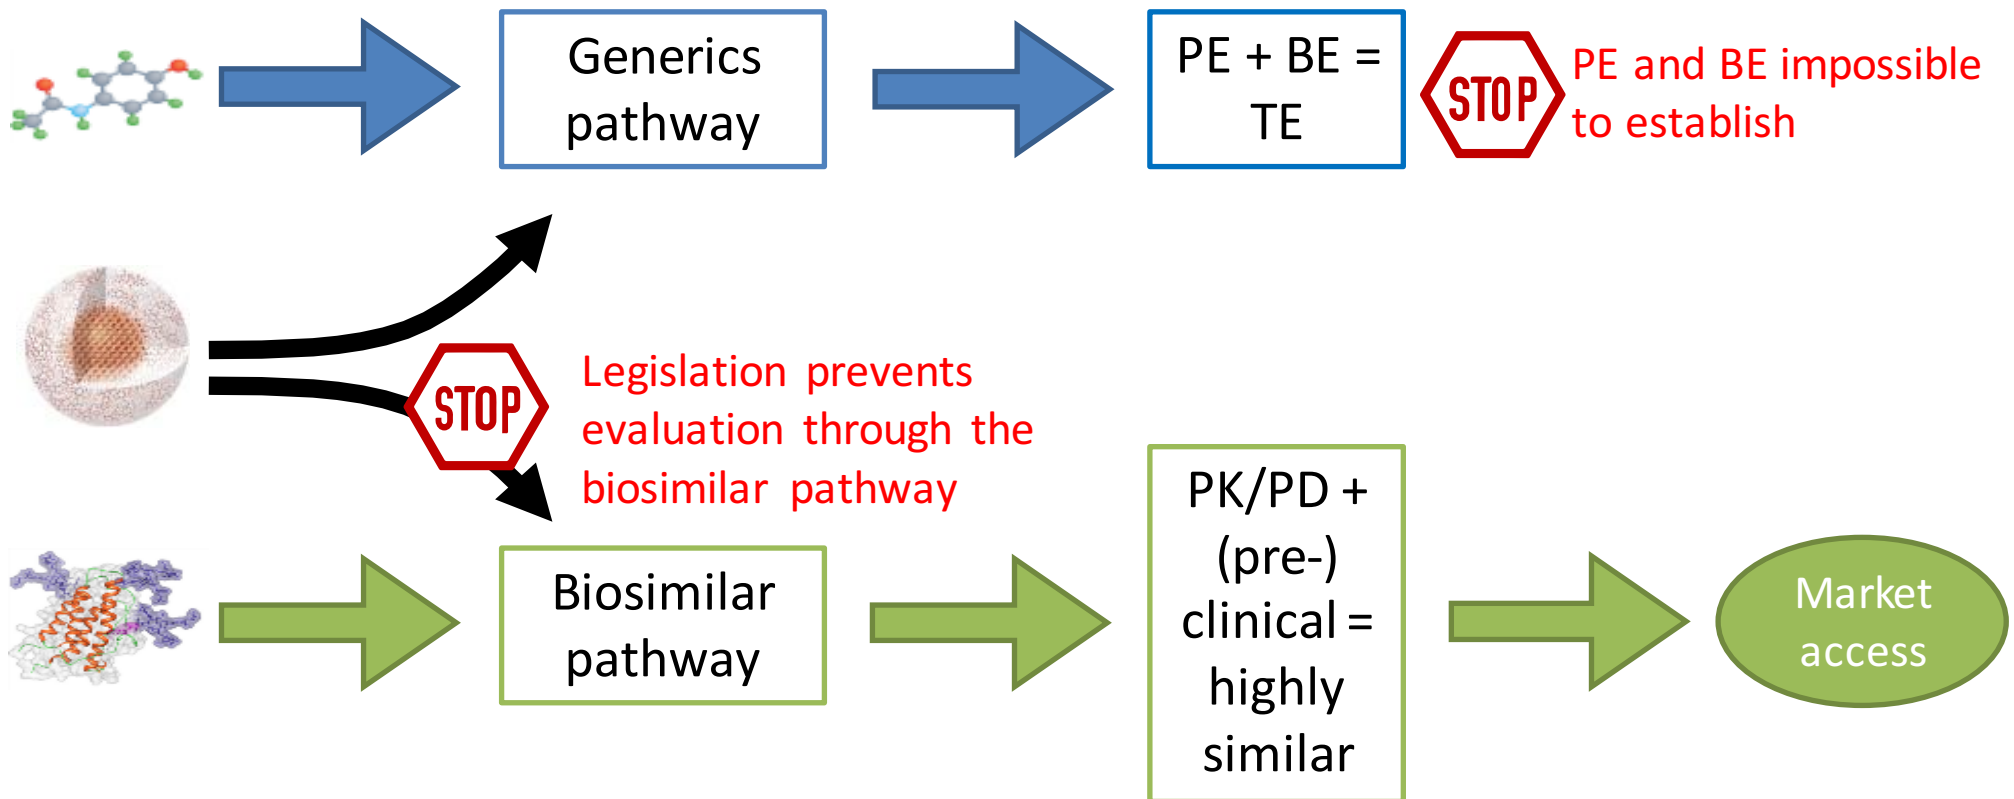 Generics
pathway
PE + BE =
TE
STOP
PE and BE impossible
to establish
STOP
Legislation prevents
evaluation through the
biosimilar pathway
Biosimilar
pathway
PK/PD +
(pre-)
clinical =
highly
similar
Market
access